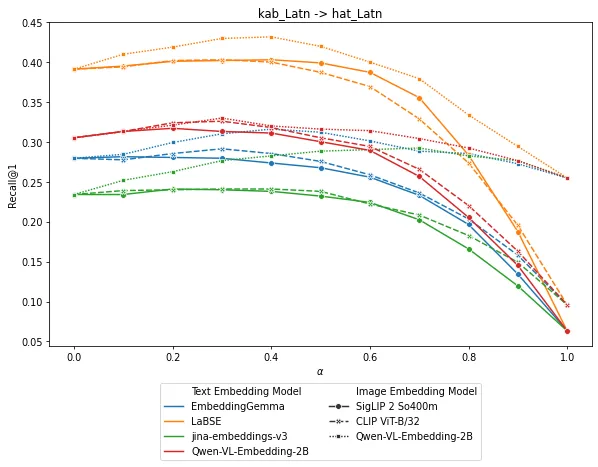 kab_Latn -> hat_Latn
0.45
0.40
0.35
0.30
0.25
0.20
0.15
0.10
0.05
Recall@1
0.0 0.2 0.4 0.6 0.8 1.0
α
Text Embedding Model
EmbeddingGemma
LaBSE
jina-embeddings-v3
Qwen-VL-Embedding-2B
Image Embedding Model
SigLIP 2 So400m
CLIP ViT-B/32
Qwen-VL-Embedding-2B